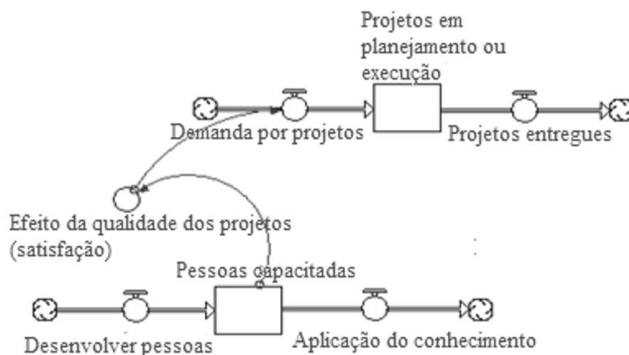 Projetos em
planejamento ou
execução
Demanda por projetos
Projetos entregues
Efeito da qualidade dos projetos
(satisfação)
Pessoas capacitadas
Desenvolver pessoas
Aplicação do conhecimento